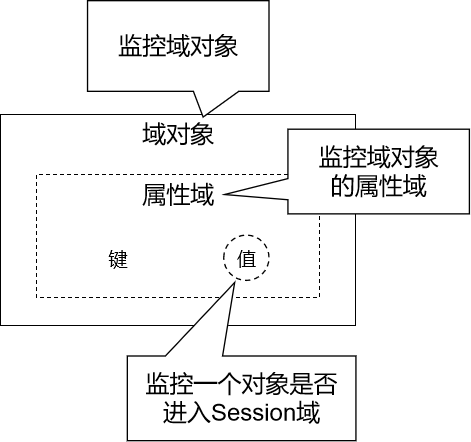 监控域对象
域对象
监控域对象
的属性域
属性域
键
值
监控一个对象是否
进入Session域